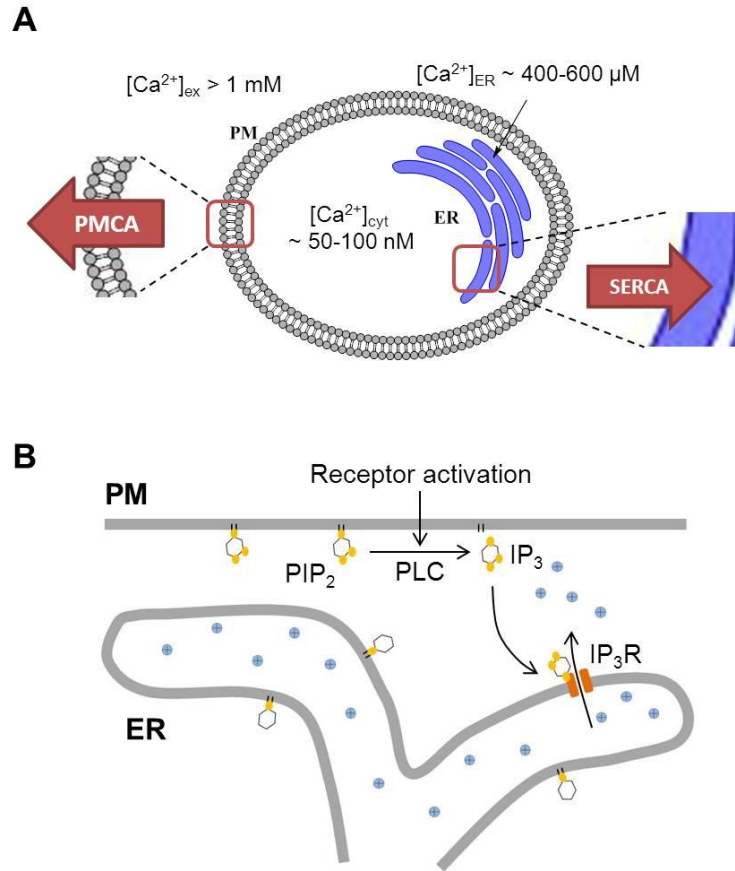 A
[Ca²⁺]ex > 1 mM
[Ca²⁺]ER ~ 400-600 µM
PM
PMCA
[Ca²⁺]cyt
~ 50-100 nM
ER
SERCA
B
Receptor activation
PM
PIP₂
PLC
IP₃
IP₃R
ER